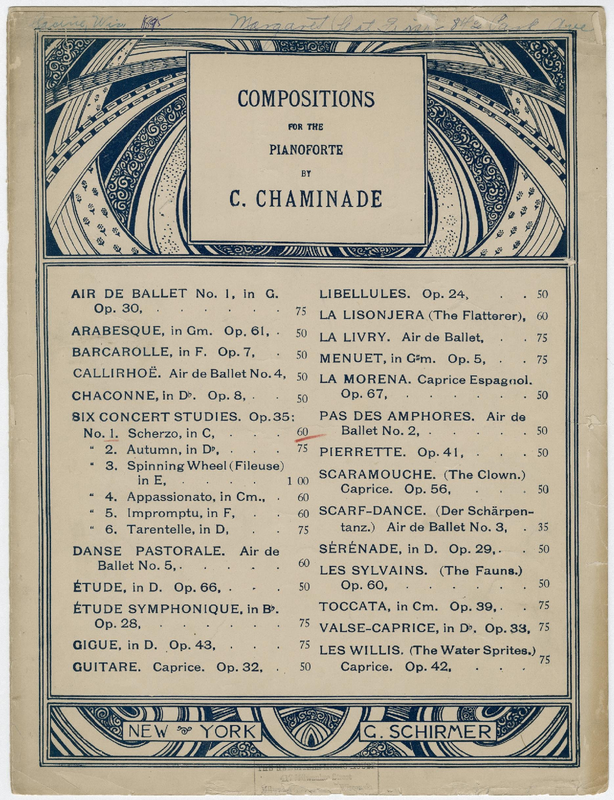 COMPOSITIONS
FOR THE
PIANOFORTE
BY
C. CHAMINADE
AIR DE BALLET No. 1, in G.
Op. 30, . . . . . . . 75
ARABESQUE, in Gm. Op. 61, . 50
BARCAROLLE, in F. Op. 7, . . 50
CALLIRHOË. Air de Ballet No. 4, 50
CHACONNE, in D♭. Op. 8, . . 50
SIX CONCERT STUDIES. Op. 35:
No. 1. Scherzo, in C, . . . 60
" 2. Autumn, in D♭, . . . 75
" 3. Spinning Wheel (Fileuse)
in E, . . . . . 1 00
" 4. Appassionato, in Cm., . 60
" 5. Impromptu, in F, . . 60
" 6. Tarentelle, in D, . . 75
DANSE PASTORALE. Air de
Ballet No. 5, . . . . . 60
ÉTUDE, in D. Op. 66, . . . 50
ÉTUDE SYMPHONIQUE, in B♭.
Op. 28, . . . . . . . 75
GIGUE, in D. Op. 43, . . . 75
GUITARE. Caprice. Op. 32, . 50
LIBELLULES. Op. 24, . . 50
LA LISONJERA (The Flatterer), 60
LA LIVRY. Air de Ballet, . . 75
MENUET, in G♯m. Op. 5, . . 75
LA MORENA. Caprice Espagnol.
Op. 67, . . . . . . 50
PAS DES AMPHORES. Air de
Ballet No. 2, . . . . . 50
PIERRETTE. Op. 41, . . . 50
SCARAMOUCHE. (The Clown.)
Caprice. Op. 56, . . . . 50
SCARF-DANCE. (Der Schärpen-
tanz.) Air de Ballet No. 3, . 35
SÉRÉNADE, in D. Op. 29, . . 50
LES SYLVAINS. (The Fauns.)
Op. 60, . . . . . . 50
TOCCATA, in Cm. Op. 39, . . 75
VALSE-CAPRICE, in D♭. Op. 33, 75
LES WILLIS. (The Water Sprites.)
Caprice. Op. 42, . . . 75
NEW YORK G. SCHIRMER